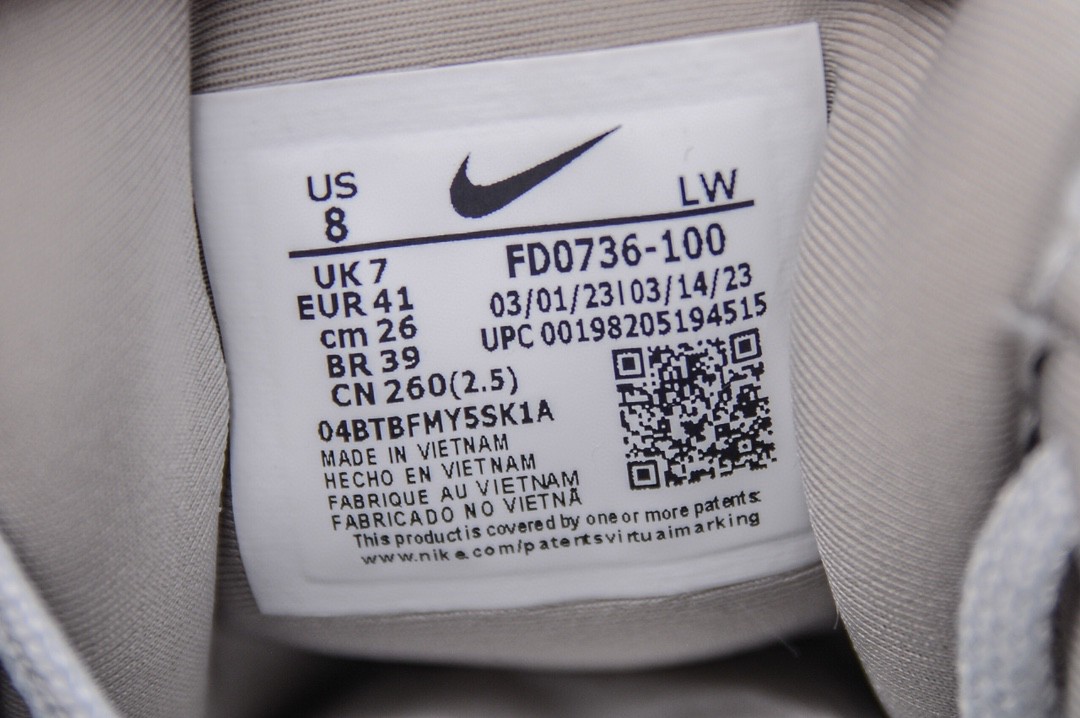 US
8
LW
UK 7
EUR 41
cm 26
BR 39
CN 260(2.5)
FD0736-100
03/01/23|03/14/23
UPC 00198205194515
04BTBFMY5SK1A
MADE IN VIETNAM
HECHO EN VIETNAM
FABRIQUE AU VIETNAM
FABRICADO NO VIETNÃ
This product is covered by one or more patents:
www.nike.com/patentsvirtuaimarking